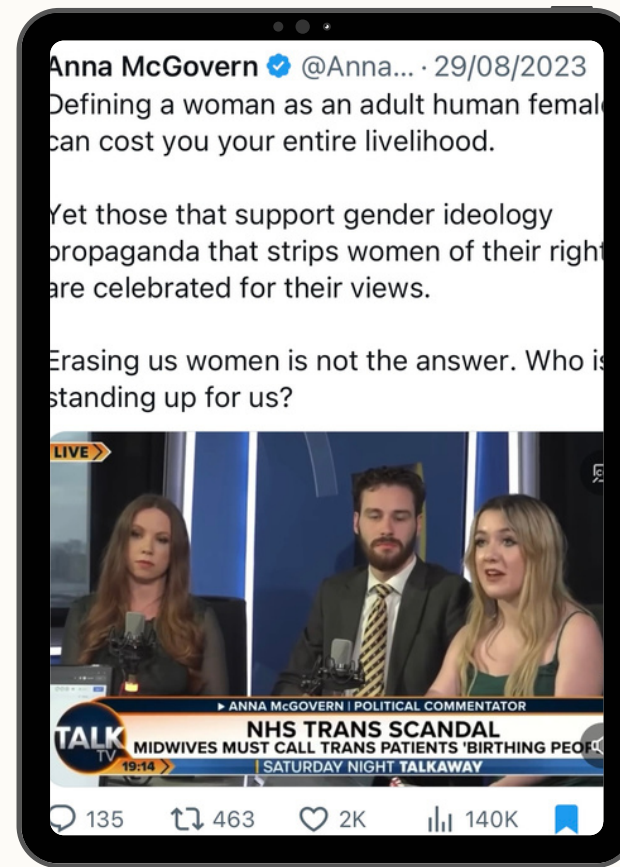 Anna McGovern @Anna... · 29/08/2023
Defining a woman as an adult human femal
can cost you your entire livelihood.
Yet those that support gender ideology
propaganda that strips women of their right
are celebrated for their views.
Erasing us women is not the answer. Who is
standing up for us?
LIVE
ANNA McGOVERN | POLITICAL COMMENTATOR
NHS TRANS SCANDAL
MIDWIVES MUST CALL TRANS PATIENTS 'BIRTHING PEOP
TALK
TV
19:14
SATURDAY NIGHT TALKAWAY
135 463 2K 140K